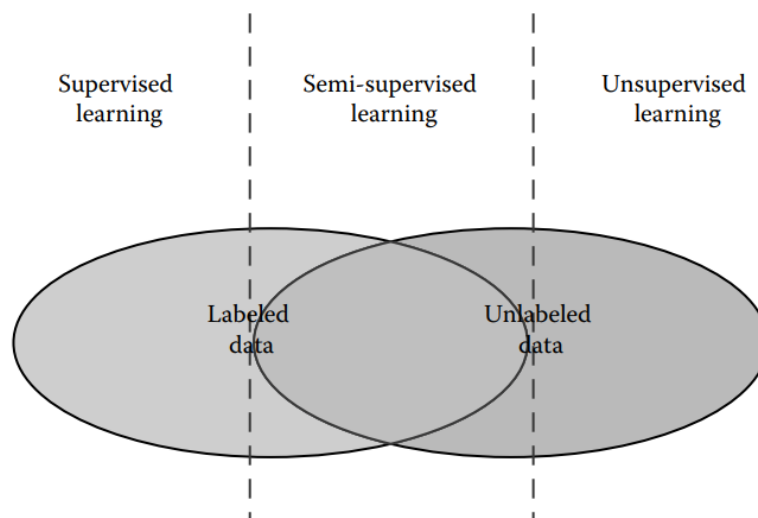 Supervised
learning
Semi-supervised
learning
Unsupervised
learning
Labeled
data
Unlabeled
data